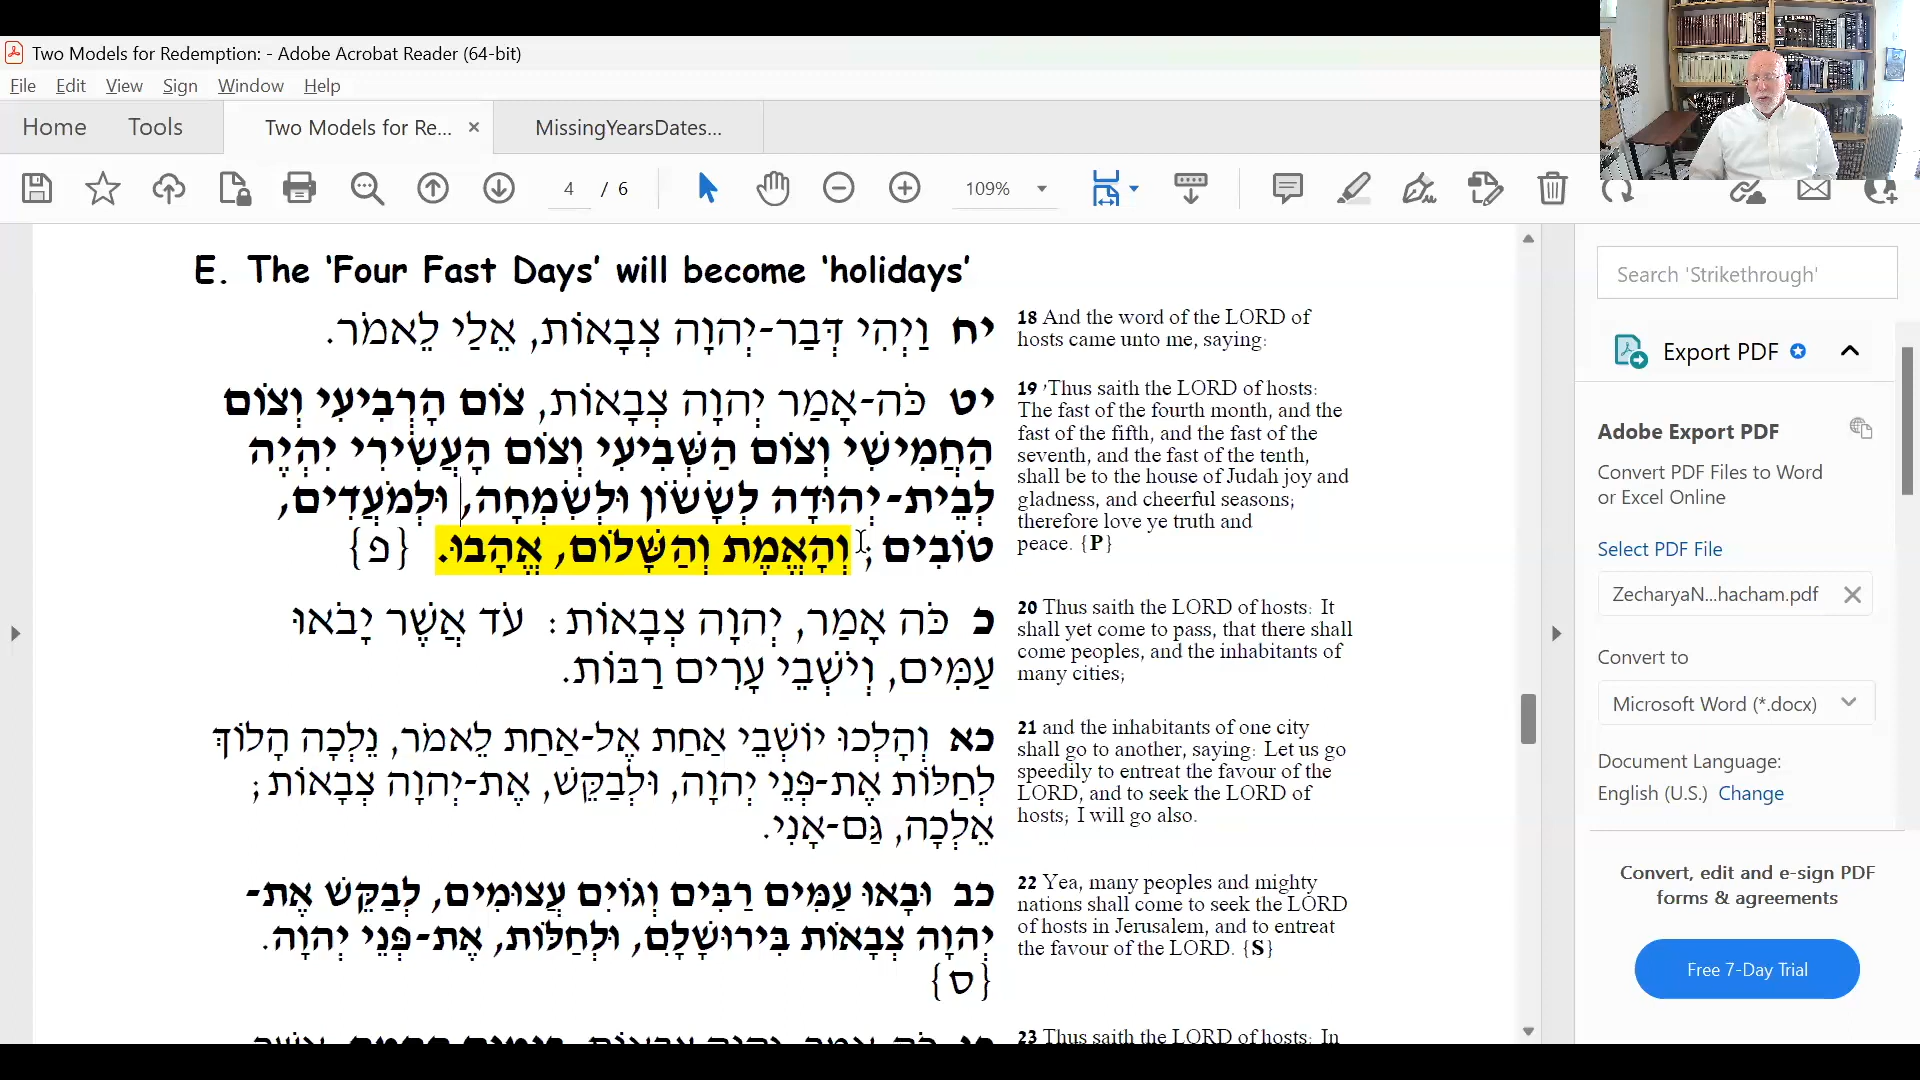 Two Models for Redemption: - Adobe Acrobat Reader (64-bit)
File Edit View Sign Window Help
Home Tools Two Models for Re... × MissingYearsDates...
4 / 6 109%
E. The ‘Four Fast Days’ will become ‘holidays’
יח וַיְהִי דְּבַר-יְהוָה צְבָאוֹת, אֵלַי לֵאמֹר.
18 And the word of the LORD of
hosts came unto me, saying:
יט כֹּה-אָמַר יְהוָה צְבָאוֹת, צוֹם הָרְבִיעִי וְצוֹם
הַחֲמִישִׁי וְצוֹם הַשְּׁבִיעִי וְצוֹם הָעֲשִׂירִי יִהְיֶה
לְבֵית-יְהוּדָה לְשָׂשׂוֹן וּלְשִׂמְחָה, וּלְמֹעֲדִים,
טוֹבִים; וְהָאֱמֶת וְהַשָּׁלוֹם, אֱהָבוּ. {פ}
19 'Thus saith the LORD of hosts:
The fast of the fourth month, and the
fast of the fifth, and the fast of the
seventh, and the fast of the tenth,
shall be to the house of Judah joy and
gladness, and cheerful seasons;
therefore love ye truth and
peace. {P}
כ כֹּה אָמַר, יְהוָה צְבָאוֹת: עֹד אֲשֶׁר יָבֹאוּ
עַמִּים, וְיֹשְׁבֵי עָרִים רַבּוֹת.
20 Thus saith the LORD of hosts: It
shall yet come to pass, that there shall
come peoples, and the inhabitants of
many cities;
כא וְהָלְכוּ יוֹשְׁבֵי אַחַת אֶל-אַחַת לֵאמֹר, נֵלְכָה הָלוֹךְ
לְחַלּוֹת אֶת-פְּנֵי יְהוָה, וּלְבַקֵּשׁ, אֶת-יְהוָה צְבָאוֹת;
אֵלְכָה, גַּם-אָנִי.
21 and the inhabitants of one city
shall go to another, saying: Let us go
speedily to entreat the favour of the
LORD, and to seek the LORD of
hosts; I will go also.
כב וּבָאוּ עַמִּים רַבִּים וְגוֹיִם עֲצוּמִים, לְבַקֵּשׁ אֶת-
יְהוָה צְבָאוֹת בִּירוּשָׁלִָם, וּלְחַלּוֹת, אֶת-פְּנֵי יְהוָה.
{ס}
22 Yea, many peoples and mighty
nations shall come to seek the LORD
of hosts in Jerusalem, and to entreat
the favour of the LORD. {S}
23 Thus saith the LORD of hosts: In
Search 'Strikethrough'
Export PDF
Adobe Export PDF
Convert PDF Files to Word
or Excel Online
Select PDF File
ZecharyaN...hacham.pdf
Convert to
Microsoft Word (*.docx)
Document Language:
English (U.S.) Change
Convert, edit and e-sign PDF
forms & agreements
Free 7-Day Trial